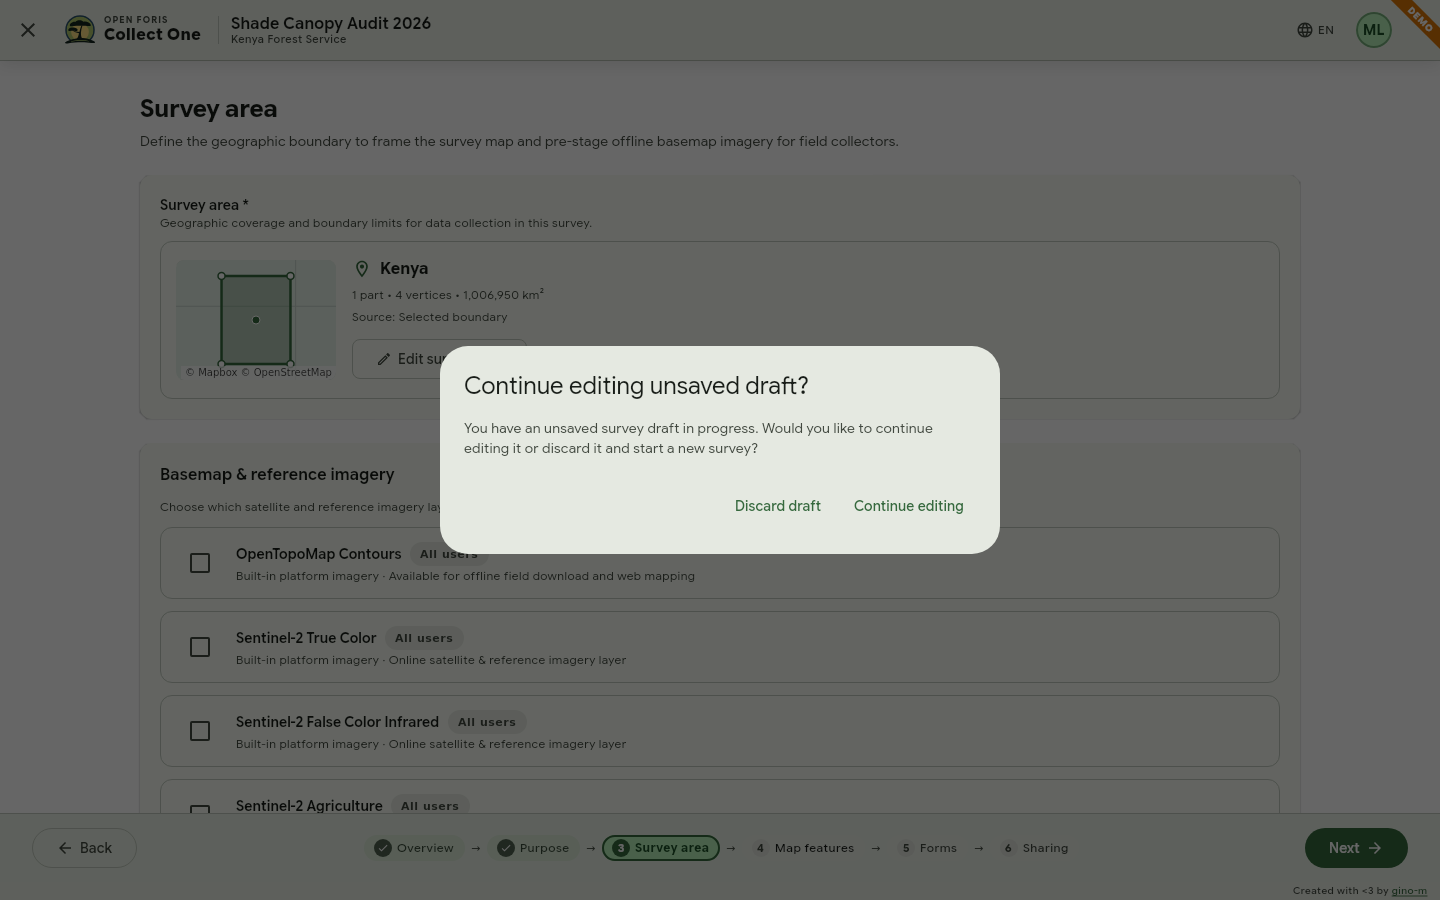 OPEN FORIS
Collect One
Shade Canopy Audit 2026
Kenya Forest Service
EN
ML
DEMO
Survey area
Define the geographic boundary to frame the survey map and pre-stage offline basemap imagery for field collectors.
Survey area *
Geographic coverage and boundary limits for data collection in this survey.
Kenya
1 part • 4 vertices • 1,006,950 km²
Source: Selected boundary
© Mapbox © OpenStreetMap
Edit sur
Continue editing unsaved draft?
You have an unsaved survey draft in progress. Would you like to continue
editing it or discard it and start a new survey?
Discard draft
Continue editing
Basemap & reference imagery
Choose which satellite and reference imagery lay
OpenTopoMap Contours
All users
Built-in platform imagery · Available for offline field download and web mapping
Sentinel-2 True Color
All users
Built-in platform imagery · Online satellite & reference imagery layer
Sentinel-2 False Color Infrared
All users
Built-in platform imagery · Online satellite & reference imagery layer
Sentinel-2 Agriculture
All users
Back
Overview → Purpose → 3 Survey area → 4 Map features → 5 Forms → 6 Sharing
Next
Created with <3 by gino-m